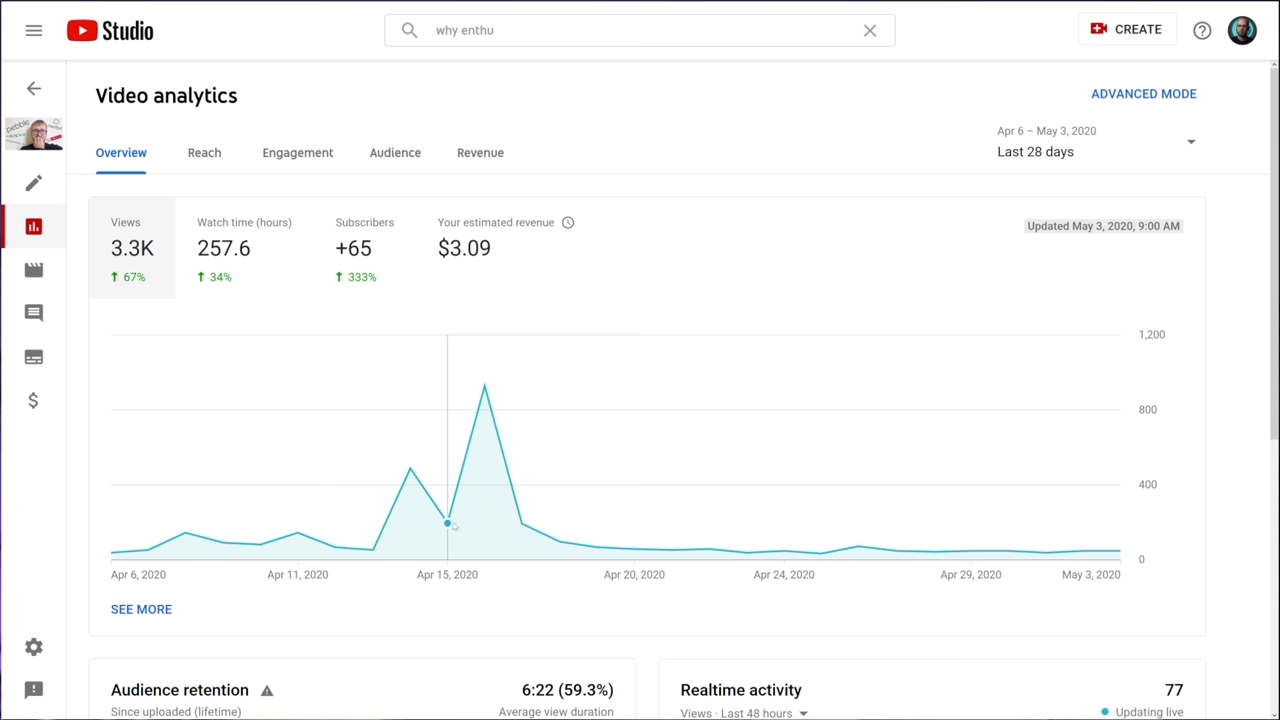 Studio
why enthu
CREATE
Video analytics
ADVANCED MODE
Overview
Reach
Engagement
Audience
Revenue
Apr 6 – May 3, 2020
Last 28 days
Views
3.3K
67%
Watch time (hours)
257.6
34%
Subscribers
+65
333%
Your estimated revenue
$3.09
Updated May 3, 2020, 9:00 AM
1,200
800
400
0
Apr 6, 2020
Apr 11, 2020
Apr 15, 2020
Apr 20, 2020
Apr 24, 2020
Apr 29, 2020
May 3, 2020
SEE MORE
Audience retention
6:22 (59.3%)
Since uploaded (lifetime)
Average view duration
Realtime activity
77
Views · Last 48 hours
Updating live